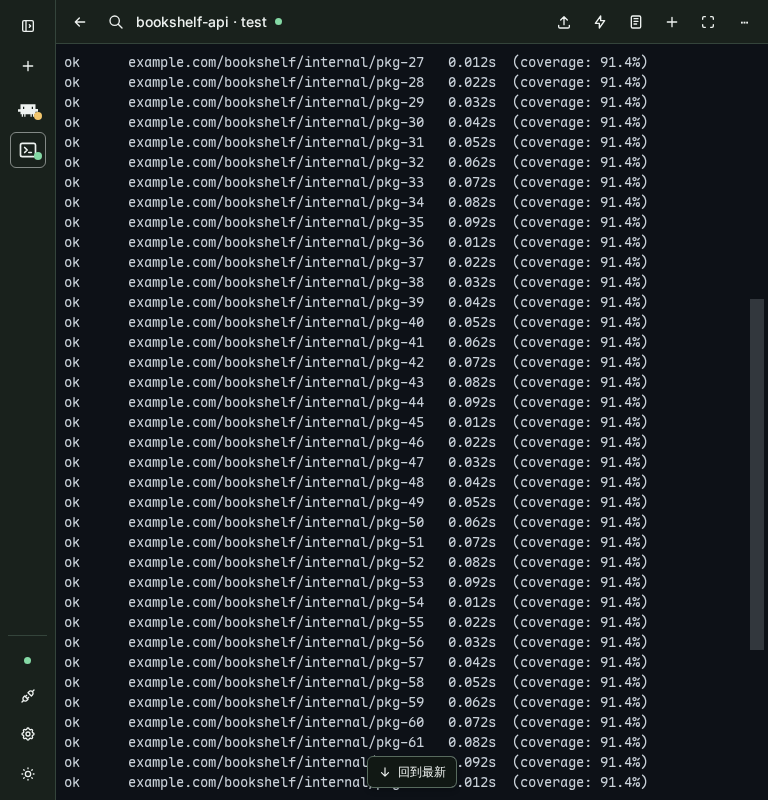 bookshelf-api · test
ok example.com/bookshelf/internal/pkg-27 0.012s (coverage: 91.4%)
ok example.com/bookshelf/internal/pkg-28 0.022s (coverage: 91.4%)
ok example.com/bookshelf/internal/pkg-29 0.032s (coverage: 91.4%)
ok example.com/bookshelf/internal/pkg-30 0.042s (coverage: 91.4%)
ok example.com/bookshelf/internal/pkg-31 0.052s (coverage: 91.4%)
ok example.com/bookshelf/internal/pkg-32 0.062s (coverage: 91.4%)
ok example.com/bookshelf/internal/pkg-33 0.072s (coverage: 91.4%)
ok example.com/bookshelf/internal/pkg-34 0.082s (coverage: 91.4%)
ok example.com/bookshelf/internal/pkg-35 0.092s (coverage: 91.4%)
ok example.com/bookshelf/internal/pkg-36 0.012s (coverage: 91.4%)
ok example.com/bookshelf/internal/pkg-37 0.022s (coverage: 91.4%)
ok example.com/bookshelf/internal/pkg-38 0.032s (coverage: 91.4%)
ok example.com/bookshelf/internal/pkg-39 0.042s (coverage: 91.4%)
ok example.com/bookshelf/internal/pkg-40 0.052s (coverage: 91.4%)
ok example.com/bookshelf/internal/pkg-41 0.062s (coverage: 91.4%)
ok example.com/bookshelf/internal/pkg-42 0.072s (coverage: 91.4%)
ok example.com/bookshelf/internal/pkg-43 0.082s (coverage: 91.4%)
ok example.com/bookshelf/internal/pkg-44 0.092s (coverage: 91.4%)
ok example.com/bookshelf/internal/pkg-45 0.012s (coverage: 91.4%)
ok example.com/bookshelf/internal/pkg-46 0.022s (coverage: 91.4%)
ok example.com/bookshelf/internal/pkg-47 0.032s (coverage: 91.4%)
ok example.com/bookshelf/internal/pkg-48 0.042s (coverage: 91.4%)
ok example.com/bookshelf/internal/pkg-49 0.052s (coverage: 91.4%)
ok example.com/bookshelf/internal/pkg-50 0.062s (coverage: 91.4%)
ok example.com/bookshelf/internal/pkg-51 0.072s (coverage: 91.4%)
ok example.com/bookshelf/internal/pkg-52 0.082s (coverage: 91.4%)
ok example.com/bookshelf/internal/pkg-53 0.092s (coverage: 91.4%)
ok example.com/bookshelf/internal/pkg-54 0.012s (coverage: 91.4%)
ok example.com/bookshelf/internal/pkg-55 0.022s (coverage: 91.4%)
ok example.com/bookshelf/internal/pkg-56 0.032s (coverage: 91.4%)
ok example.com/bookshelf/internal/pkg-57 0.042s (coverage: 91.4%)
ok example.com/bookshelf/internal/pkg-58 0.052s (coverage: 91.4%)
ok example.com/bookshelf/internal/pkg-59 0.062s (coverage: 91.4%)
ok example.com/bookshelf/internal/pkg-60 0.072s (coverage: 91.4%)
ok example.com/bookshelf/internal/pkg-61 0.082s (coverage: 91.4%)
ok example.com/bookshelf/internal .092s (coverage: 91.4%)
回到最新
ok example.com/bookshelf/internal .012s (coverage: 91.4%)